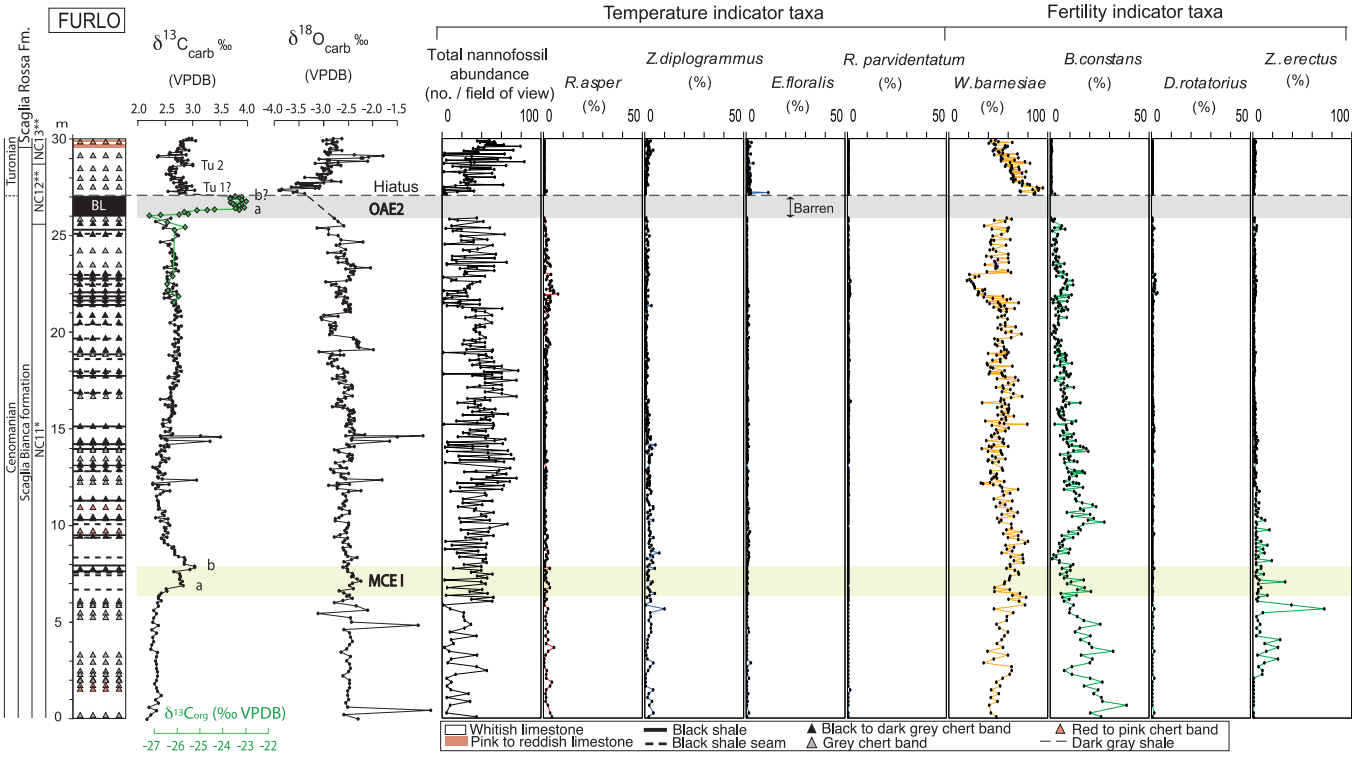 FURLO
Temperature indicator taxa
Fertility indicator taxa
δ13Ccarb ‰
(VPDB)
δ18Ocarb ‰
(VPDB)
Total nannofossil
abundance
(no. / field of view)
R.asper
(%)
Z.diplogrammus
(%)
E.floralis
(%)
R. parvidentatum
(%)
W.barnesiae
(%)
B.constans
(%)
D.rotatorius
(%)
Z..erectus
(%)
2.0 2.5 3.0 3.5 4.0
-4.0 -3.5 -3.0 -2.5 -2.0 -1.5
0 50 100
0 50
0 50
0 50
0 50
0 50 100
0 50
0 50
0 50
m
30
25
20
15
10
5
0
Turonian
Cenomanian
Scaglia Rossa Fm.
Scaglia Bianca formation
NC13**
NC12**
NC11*
BL
Tu 2
Tu 1?
b?
a
Hiatus
OAE2
Barren
b
a
MCE I
δ13Corg (‰ VPDB)
-27 -26 -25 -24 -23 -22
Whitish limestone
Pink to reddish limestone
Black shale
Black shale seam
Black to dark grey chert band
Grey chert band
Red to pink chert band
Dark gray shale